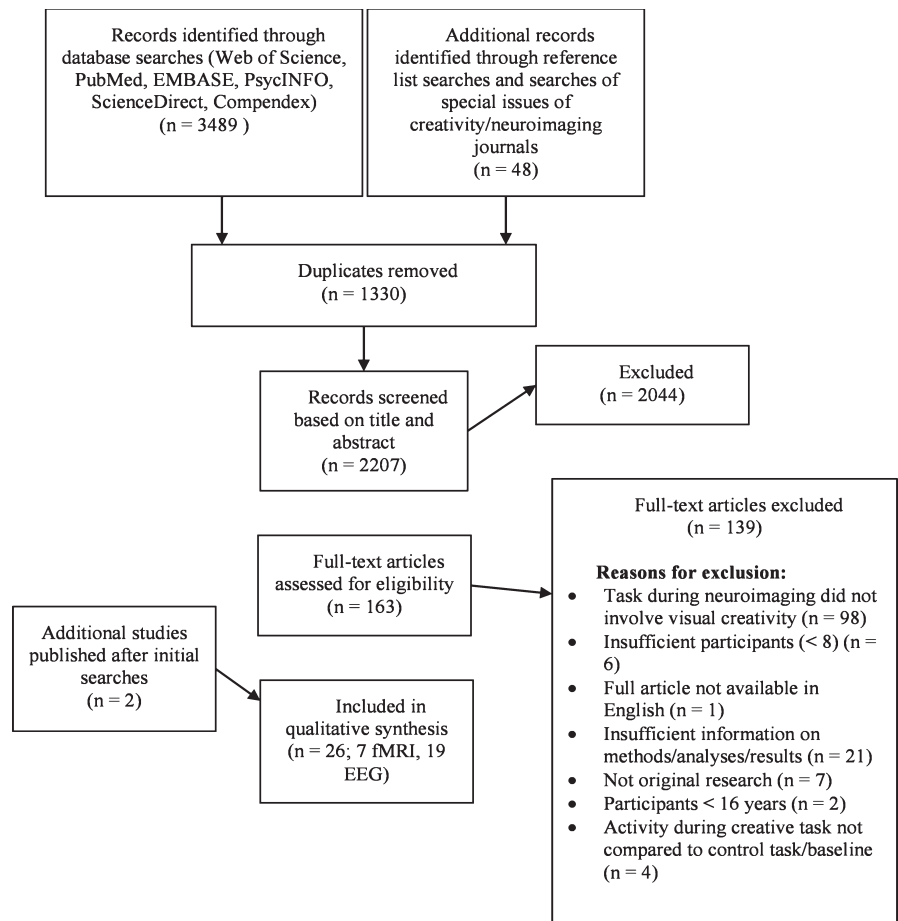 Records identified through
database searches (Web of Science,
PubMed, EMBASE, PsycINFO,
ScienceDirect, Compendex)
(n = 3489 )
Additional records
identified through reference
list searches and searches of
special issues of
creativity/neuroimaging
journals
(n = 48)
Duplicates removed
(n = 1330)
Records screened
based on title and
abstract
(n = 2207)
Excluded
(n = 2044)
Full-text articles
assessed for eligibility
(n = 163)
Full-text articles excluded
(n = 139)
Reasons for exclusion:
• Task during neuroimaging did not
involve visual creativity (n = 98)
• Insufficient participants (< 8) (n =
6)
• Full article not available in
English (n = 1)
• Insufficient information on
methods/analyses/results (n = 21)
• Not original research (n = 7)
• Participants < 16 years (n = 2)
• Activity during creative task not
compared to control task/baseline
(n = 4)
Additional studies
published after initial
searches
(n = 2)
Included in
qualitative synthesis
(n = 26; 7 fMRI, 19
EEG)